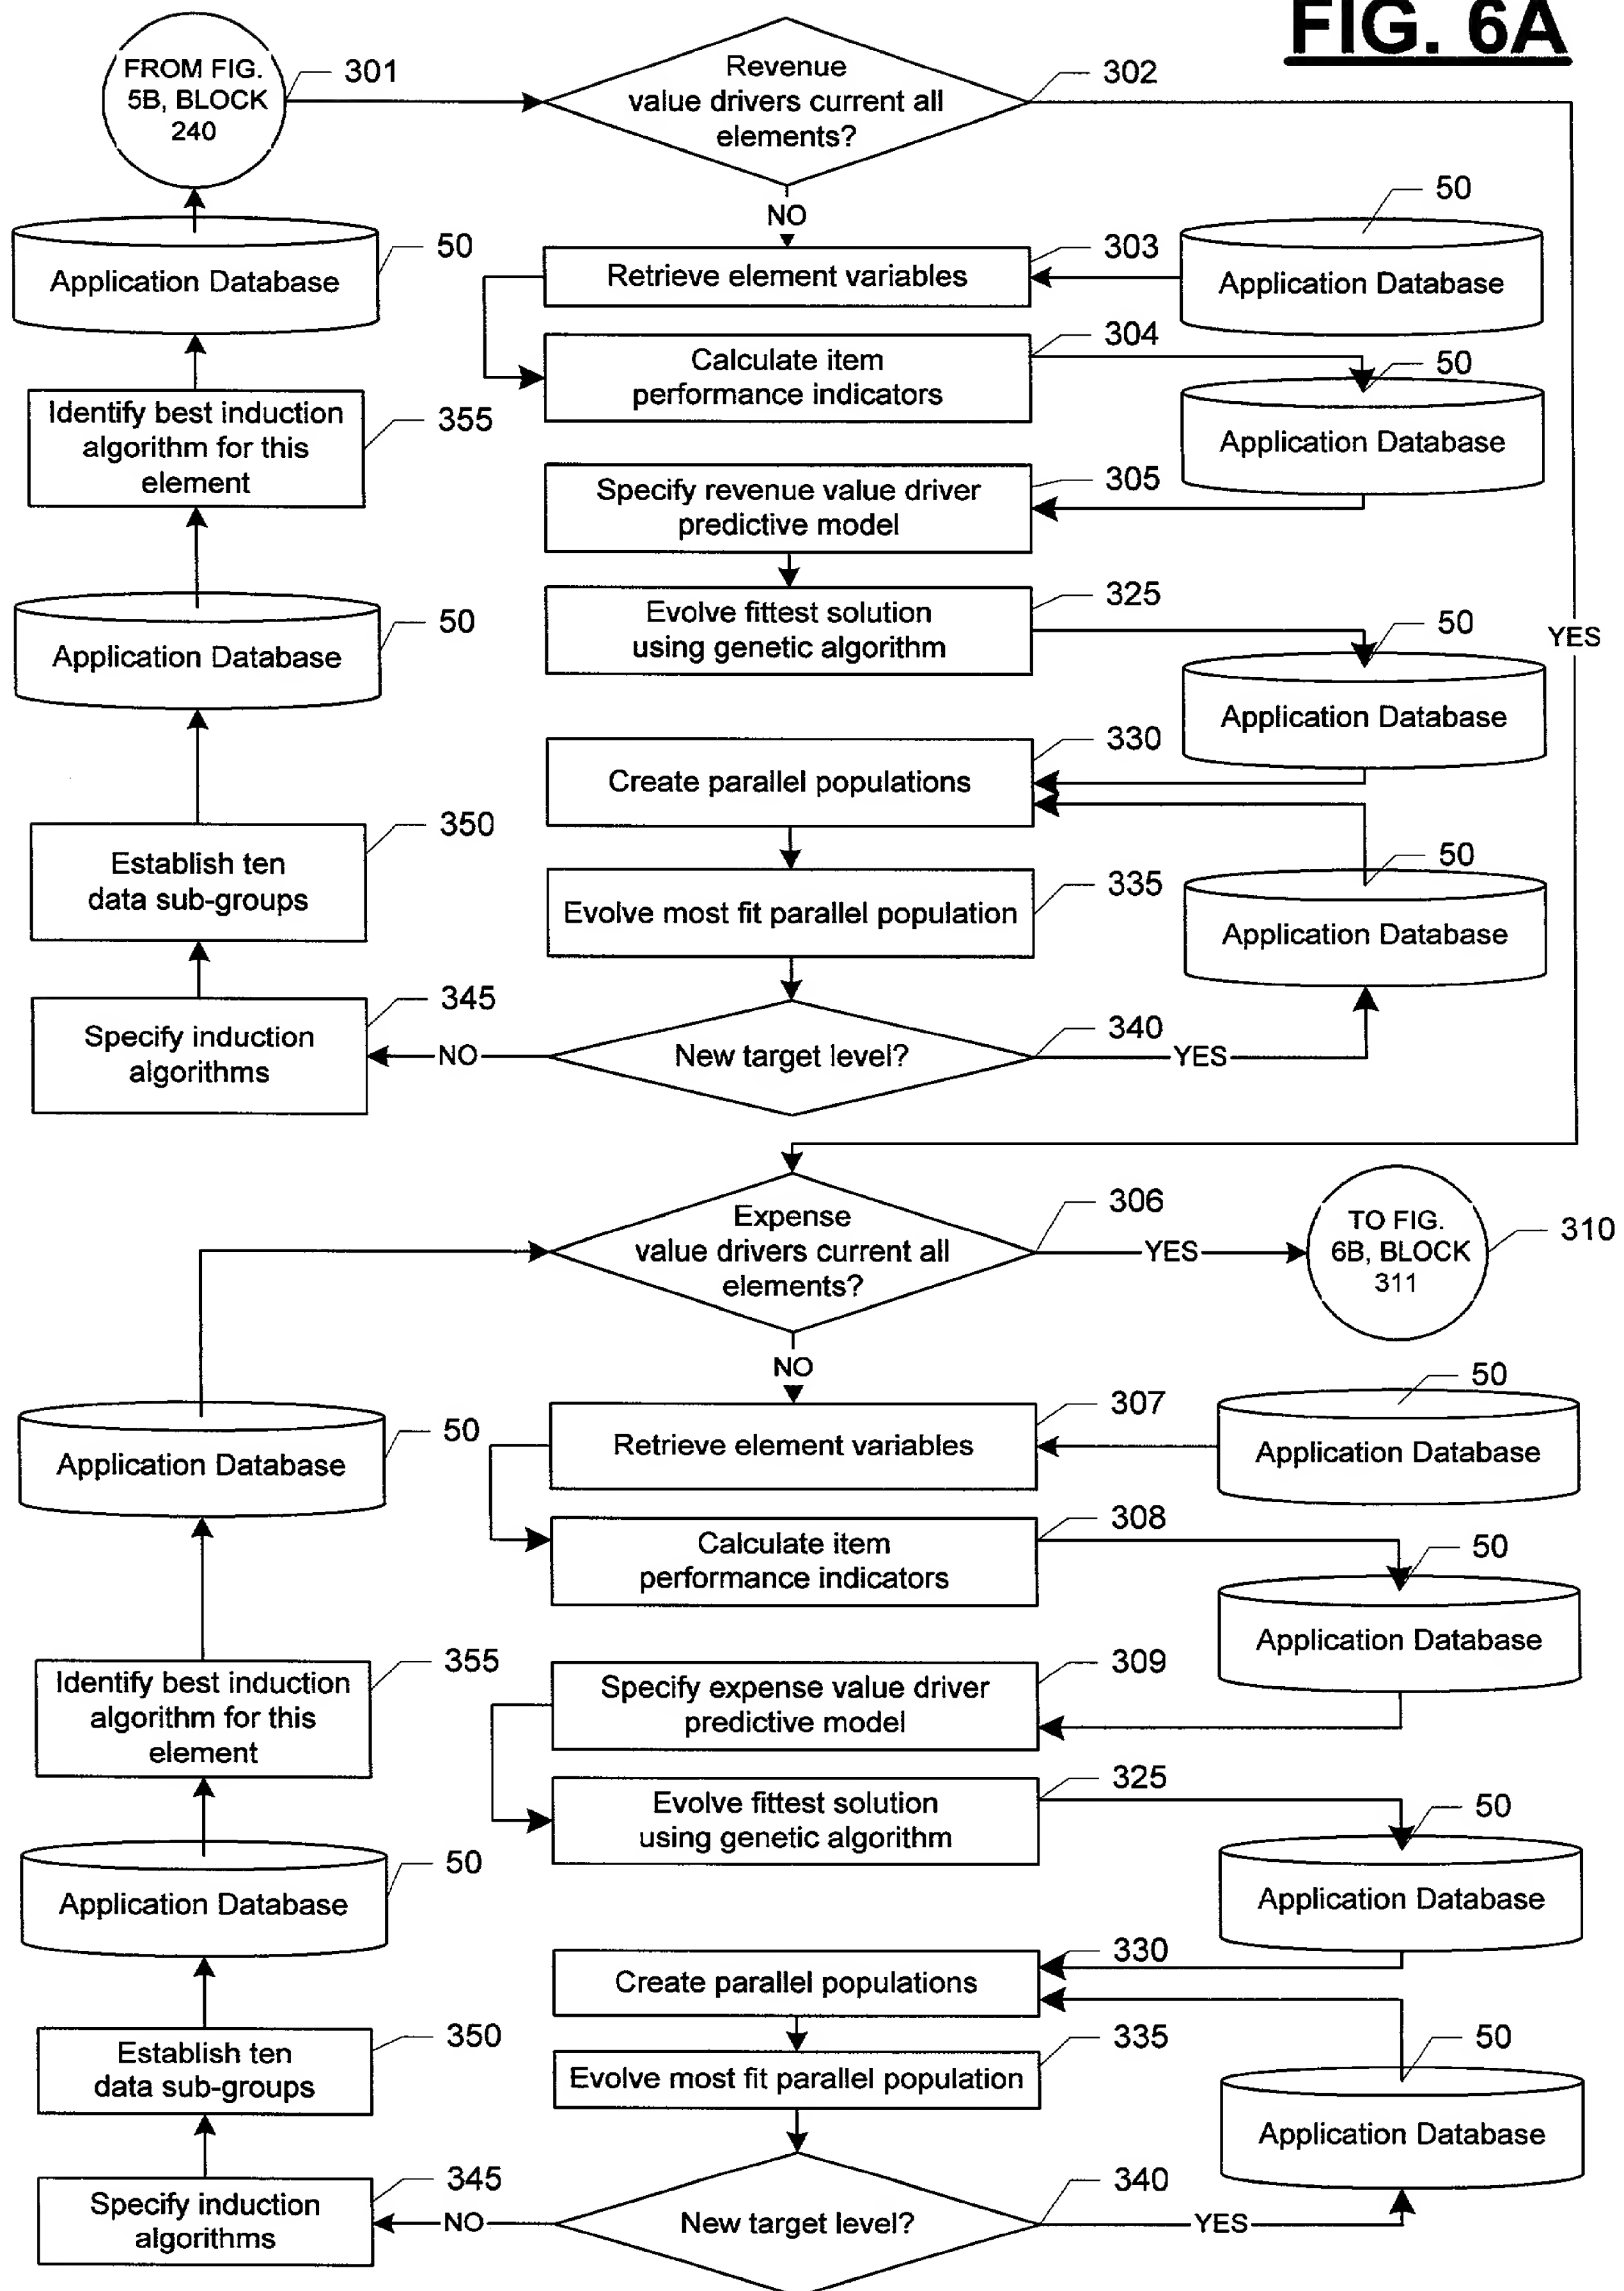 FIG. 6A
FROM FIG.
5B, BLOCK
240
301
Revenue
value drivers current all
elements?
302
NO
YES
50
Application Database
303
Retrieve element variables
50
Application Database
304
Calculate item
performance indicators
50
Application Database
Identify best induction
algorithm for this
element
355
305
Specify revenue value driver
predictive model
325
Evolve fittest solution
using genetic algorithm
50
Application Database
50
Application Database
330
Create parallel populations
350
Establish ten
data sub-groups
335
Evolve most fit parallel population
50
Application Database
345
Specify induction
algorithms
NO
New target level?
340
YES
Expense
value drivers current all
elements?
306
YES
TO FIG.
6B, BLOCK
311
310
NO
50
Application Database
307
Retrieve element variables
50
Application Database
308
Calculate item
performance indicators
50
Application Database
355
Identify best induction
algorithm for this
element
309
Specify expense value driver
predictive model
325
Evolve fittest solution
using genetic algorithm
50
Application Database
50
Application Database
330
Create parallel populations
350
Establish ten
data sub-groups
335
Evolve most fit parallel population
50
Application Database
345
Specify induction
algorithms
NO
New target level?
340
YES